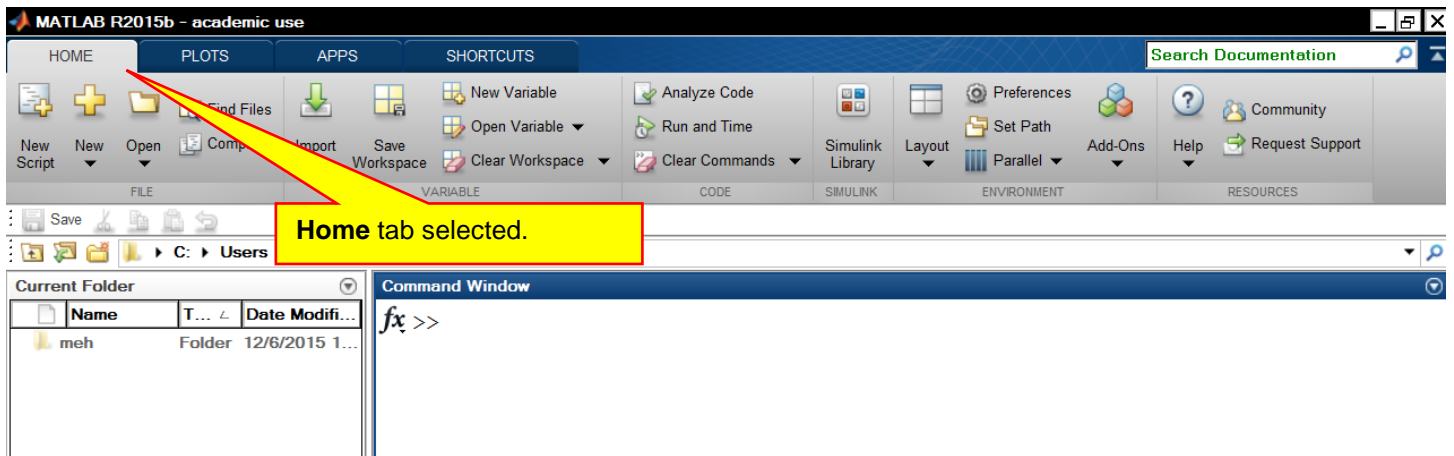 MATLAB R2015b - academic use
HOME PLOTS APPS SHORTCUTS Search Documentation
New Script
New
Open
Find Files
Import
Save Workspace
New Variable
Open Variable
Clear Workspace
Analyze Code
Run and Time
Clear Commands
Simulink Library
Layout
Preferences
Set Path
Parallel
Add-Ons
Help
Community
Request Support
FILE VARIABLE CODE SIMULINK ENVIRONMENT RESOURCES
Save
Home tab selected.
C: Users
Current Folder
Name T... Date Modifi...
meh Folder 12/6/2015 1...
Command Window
fx >>